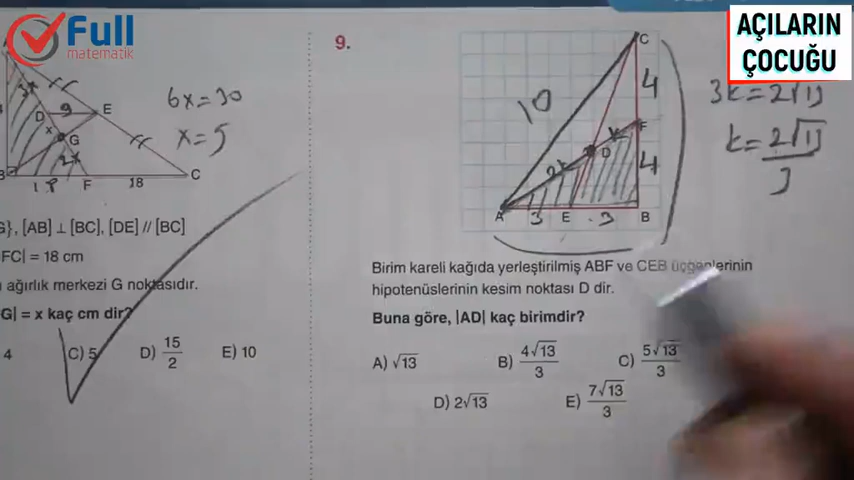 Full
matematik
AÇILARIN
ÇOCUĞU
3x
D 9 E
x
G
2x
B 18 F 18 C
6x=30
x=5
[AB] ⊥ [BC], [DE] // [BC]
FC| = 18 cm
ağırlık merkezi G noktasıdır.
G| = x kaç cm dir?
4 C) 5 D) 15/2 E) 10
9.
C
10 4
F
k
D
2k 4
A 3 E 3 B
3k=2√13
k=2√13/3
Birim kareli kağıda yerleştirilmiş ABF ve CEB üçgenlerinin
hipotenüslerinin kesim noktası D dir.
Buna göre, |AD| kaç birimdir?
A) √13 B) 4√13/3 C) 5√13/3
D) 2√13 E) 7√13/3